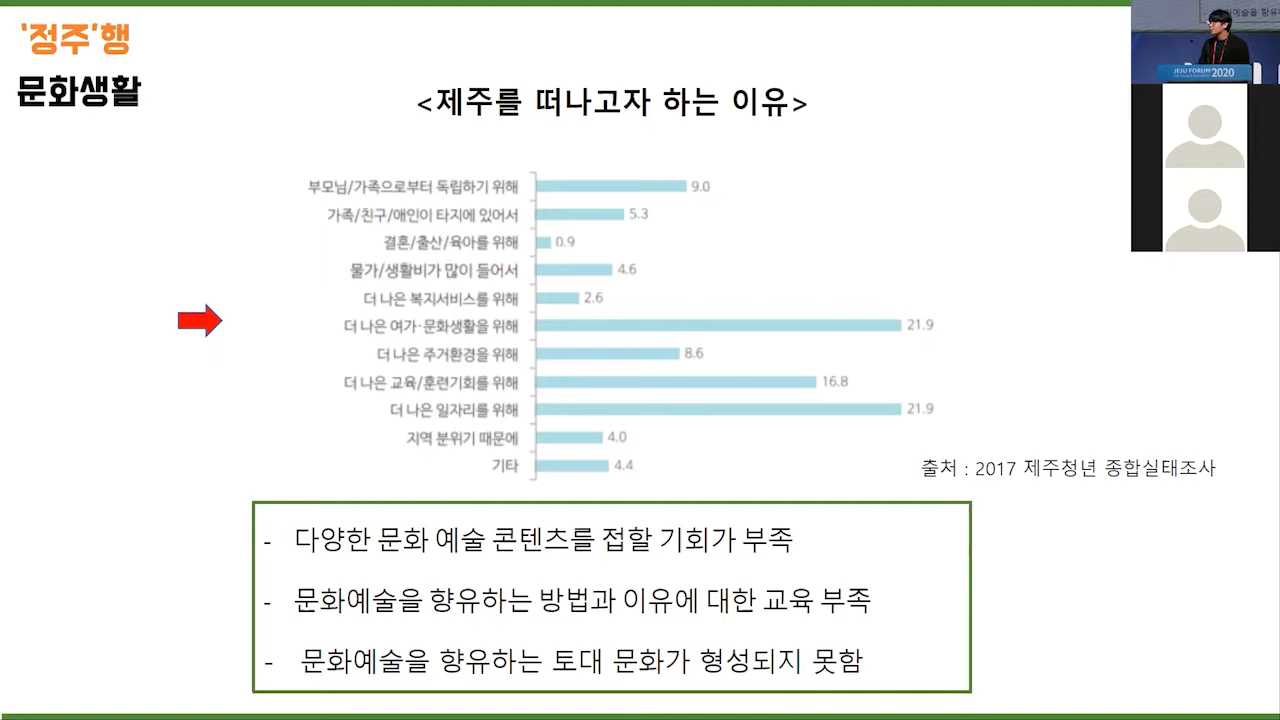 ‘정주’행
문화생활
<제주를 떠나고자 하는 이유>
부모님/가족으로부터 독립하기 위해 9.0
가족/친구/애인이 타지에 있어서 5.3
결혼/출산/육아를 위해 0.9
물가/생활비가 많이 들어서 4.6
더 나은 복지서비스를 위해 2.6
더 나은 여가·문화생활을 위해 21.9
더 나은 주거환경을 위해 8.6
더 나은 교육/훈련기회를 위해 16.8
더 나은 일자리를 위해 21.9
지역 분위기 때문에 4.0
기타 4.4
출처 : 2017 제주청년 종합실태조사
- 다양한 문화 예술 콘텐츠를 접할 기회가 부족
- 문화예술을 향유하는 방법과 이유에 대한 교육 부족
- 문화예술을 향유하는 토대 문화가 형성되지 못함
JEJU FORUM 2020